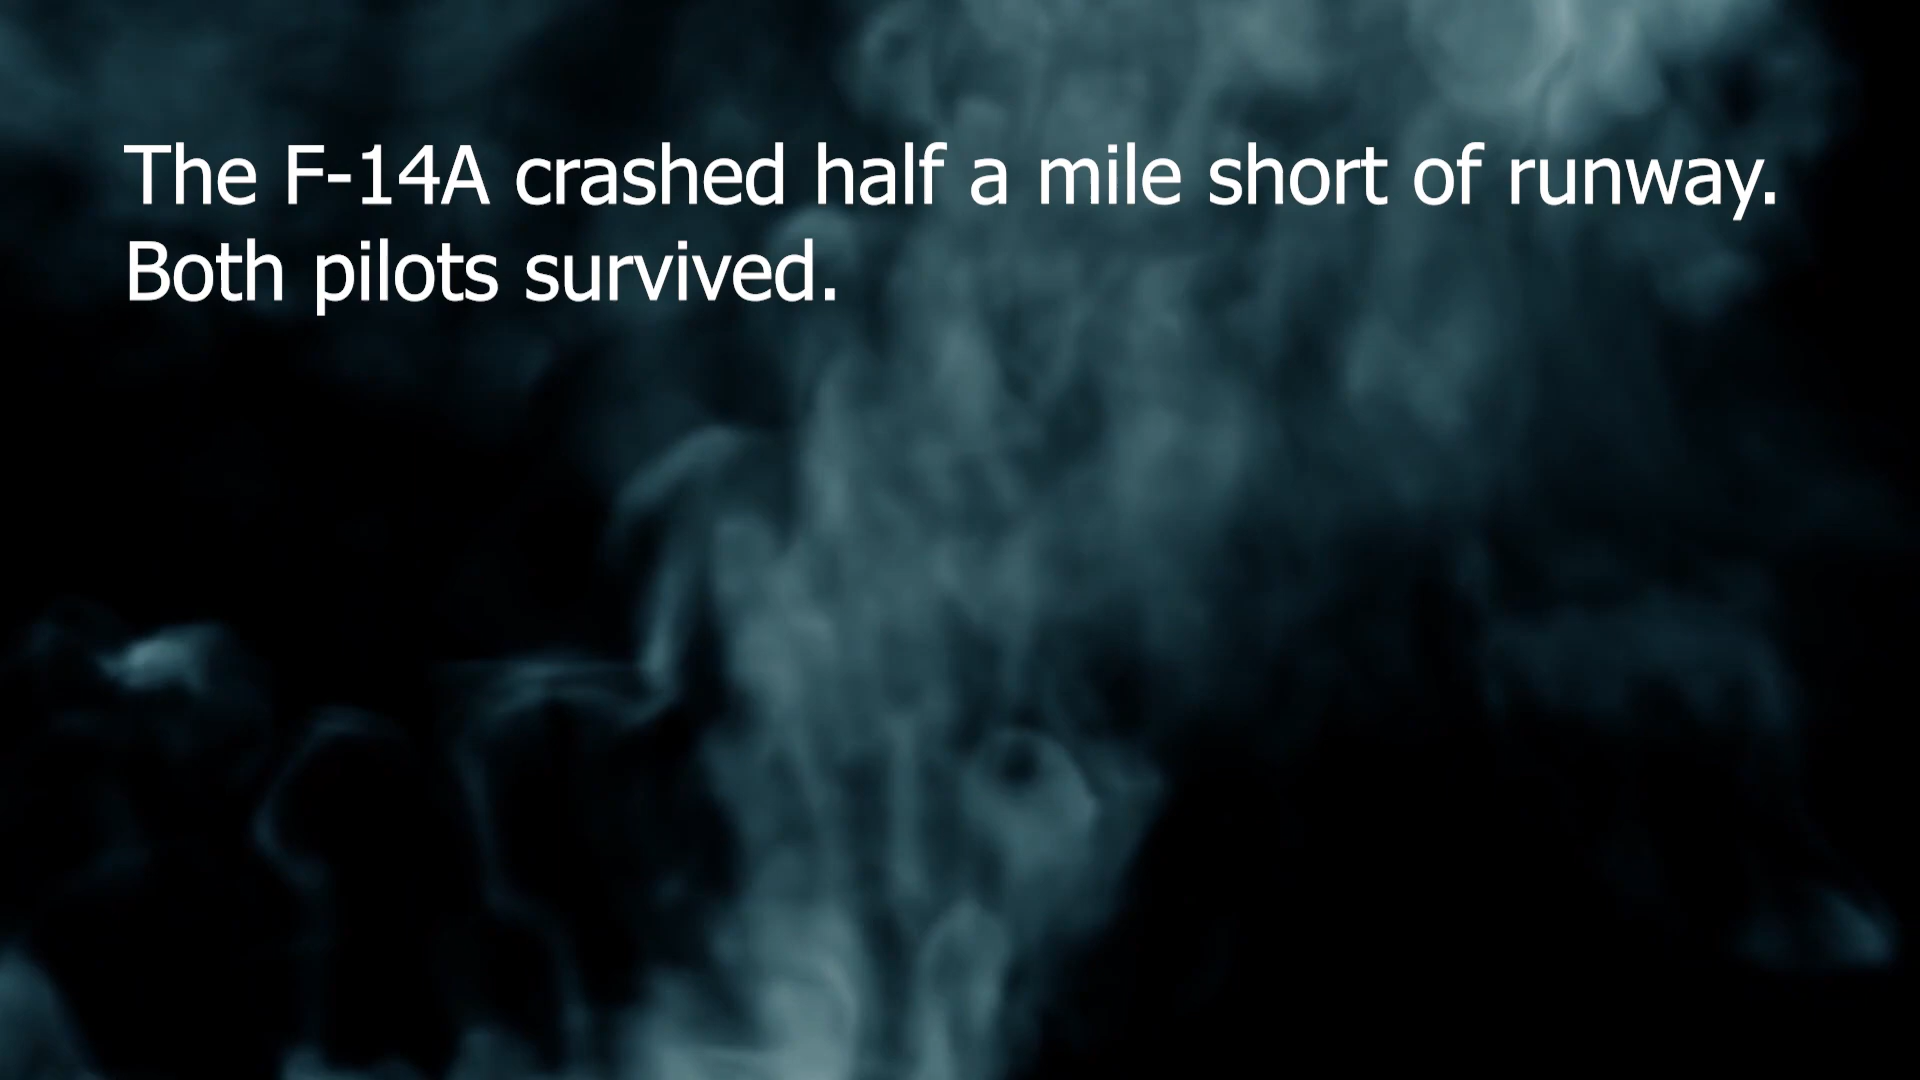 The F-14A crashed half a mile short of runway.
Both pilots survived.